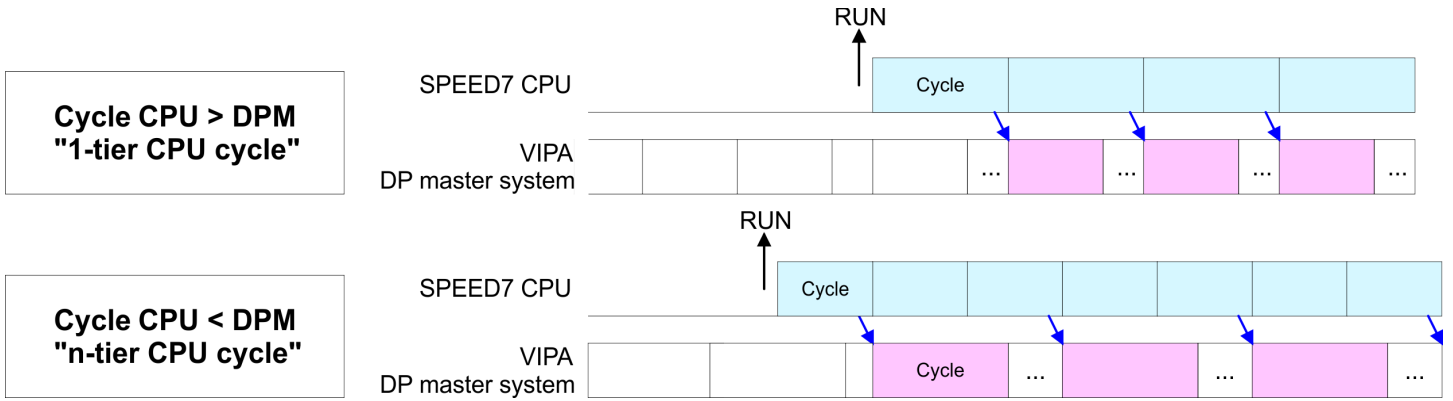 RUN
SPEED7 CPU
Cycle
Cycle CPU > DPM
"1-tier CPU cycle"
VIPA
DP master system
... ... ... ...
RUN
SPEED7 CPU
Cycle
Cycle CPU < DPM
"n-tier CPU cycle"
VIPA
DP master system
Cycle ... ... ...